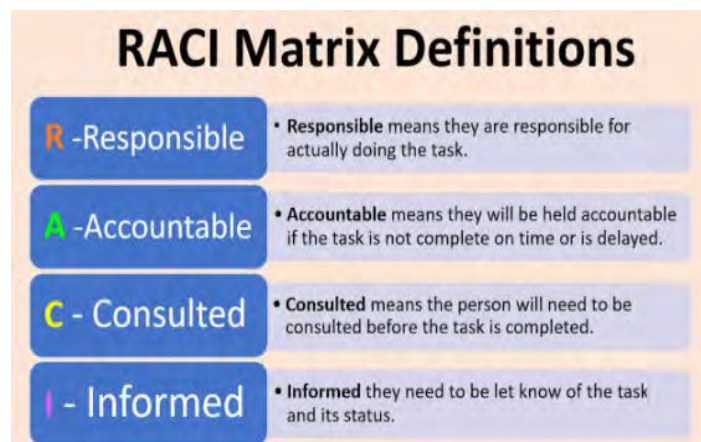 RACI Matrix Definitions
R -Responsible
• Responsible means they are responsible for
actually doing the task.
A -Accountable
• Accountable means they will be held accountable
if the task is not complete on time or is delayed.
C - Consulted
• Consulted means the person will need to be
consulted before the task is completed.
I - Informed
• Informed they need to be let know of the task
and its status.